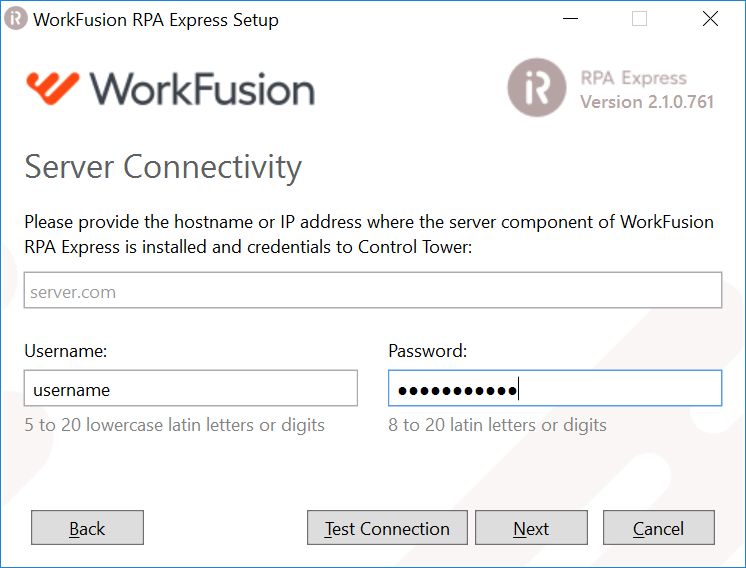 WorkFusion RPA Express Setup
WorkFusion
RPA Express
Version 2.1.0.761
Server Connectivity
Please provide the hostname or IP address where the server component of WorkFusion
RPA Express is installed and credentials to Control Tower:
server.com
Username:
Password:
username
●●●●●●●●●●●
5 to 20 lowercase latin letters or digits
8 to 20 latin letters or digits
Back
Test Connection
Next
Cancel